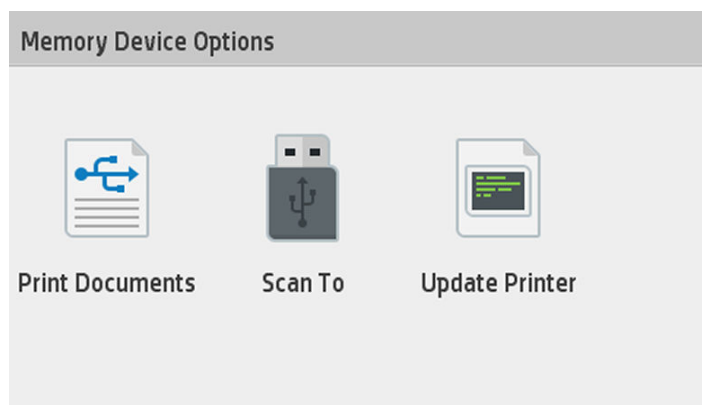 Memory Device Options
Print Documents
Scan To
Update Printer